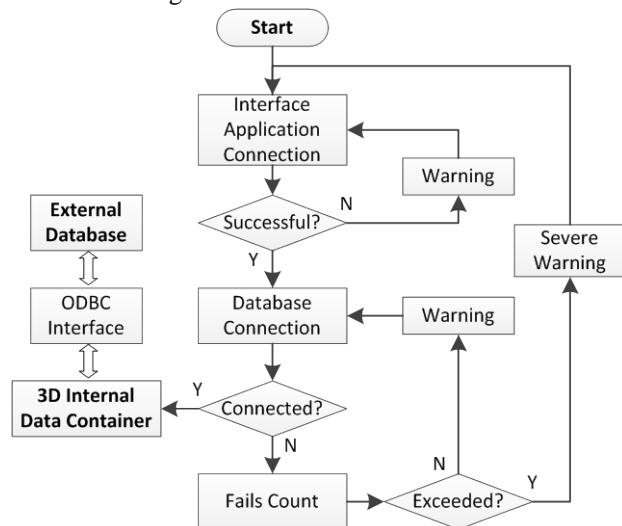 Start
Interface
Application
Connection
Warning
N
Successful?
Y
Severe
Warning
External
Database
ODBC
Interface
Database
Connection
Warning
3D Internal
Data Container
Y
Connected?
N
Fails Count
N
Exceeded?
Y